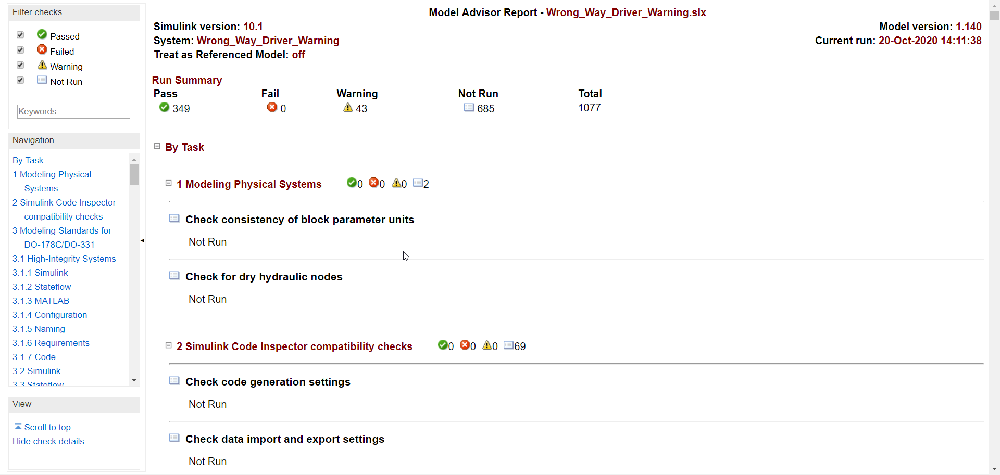 Filter checks
Passed
Failed
Warning
Not Run
Keywords
Navigation
By Task
1 Modeling Physical
Systems
2 Simulink Code Inspector
compatibility checks
3 Modeling Standards for
DO-178C/DO-331
3.1 High-Integrity Systems
3.1.1 Simulink
3.1.2 Stateflow
3.1.3 MATLAB
3.1.4 Configuration
3.1.5 Naming
3.1.6 Requirements
3.1.7 Code
3.2 Simulink
3.3 Stateflow
View
Scroll to top
Hide check details
Model Advisor Report - Wrong_Way_Driver_Warning.slx
Simulink version: 10.1
Model version: 1.140
System: Wrong_Way_Driver_Warning
Current run: 20-Oct-2020 14:11:38
Treat as Referenced Model: off
Run Summary
Pass Fail Warning Not Run Total
349 0 43 685 1077
By Task
1 Modeling Physical Systems 0 0 0 2
Check consistency of block parameter units
Not Run
Check for dry hydraulic nodes
Not Run
2 Simulink Code Inspector compatibility checks 0 0 0 69
Check code generation settings
Not Run
Check data import and export settings
Not Run